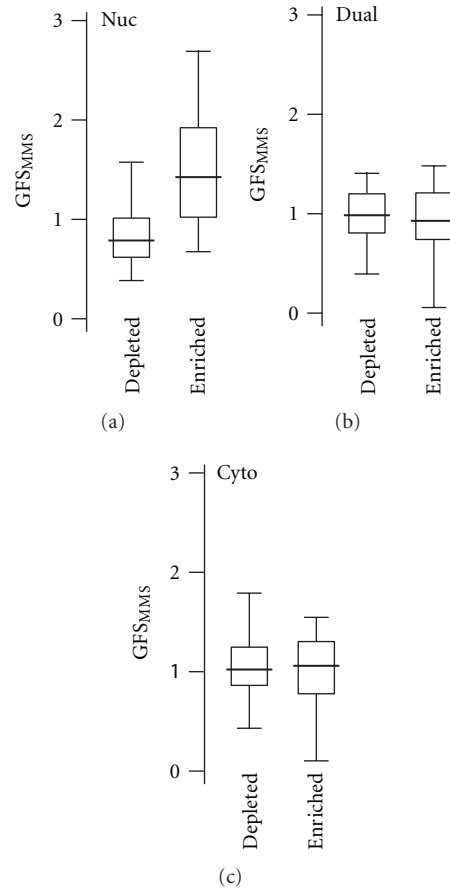 3
Nuc
2
GFSMMS
1
0
Depleted
Enriched
(a)
3
Dual
2
GFSMMS
1
0
Depleted
Enriched
(b)
3
Cyto
2
GFSMMS
1
0
Depleted
Enriched
(c)